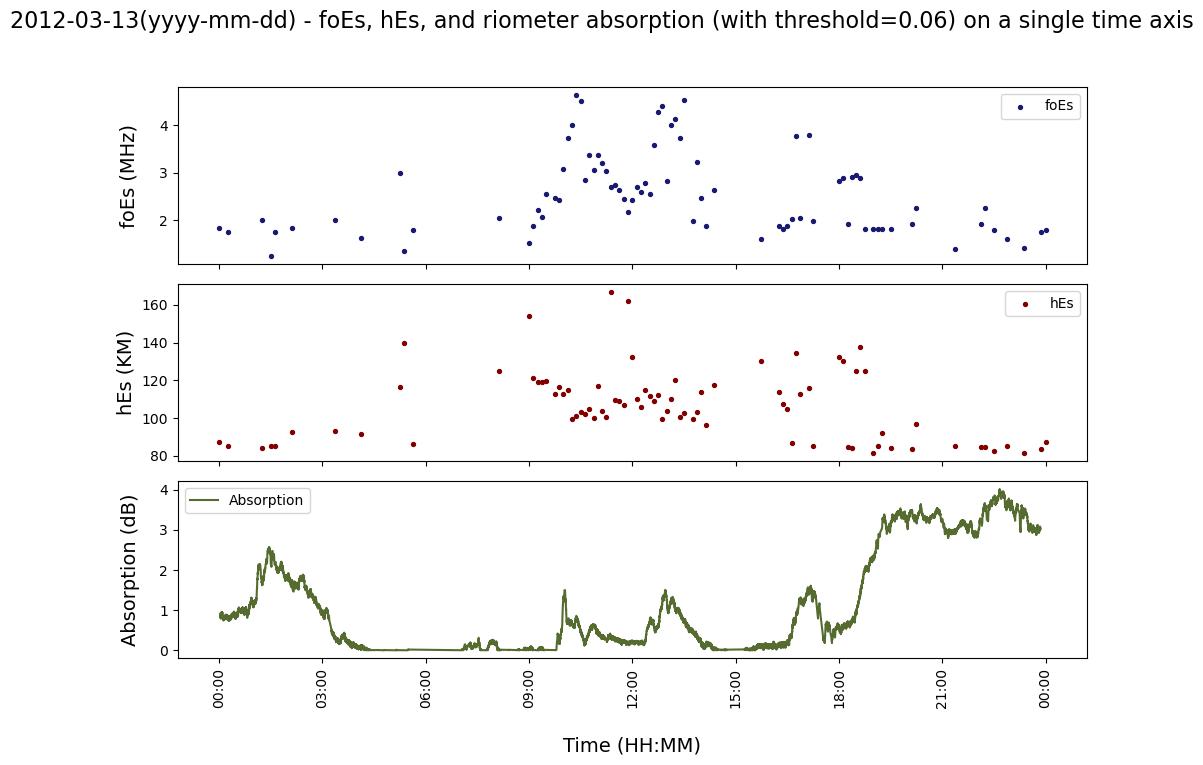 2012-03-13(yyyy-mm-dd) - foEs, hEs, and riometer absorption (with threshold=0.06) on a single time axis
foEs (MHz)
4
3
2
foEs
hEs (KM)
160
140
120
100
80
hEs
Absorption (dB)
4
3
2
1
0
Absorption
00:00
03:00
06:00
09:00
12:00
15:00
18:00
21:00
00:00
Time (HH:MM)